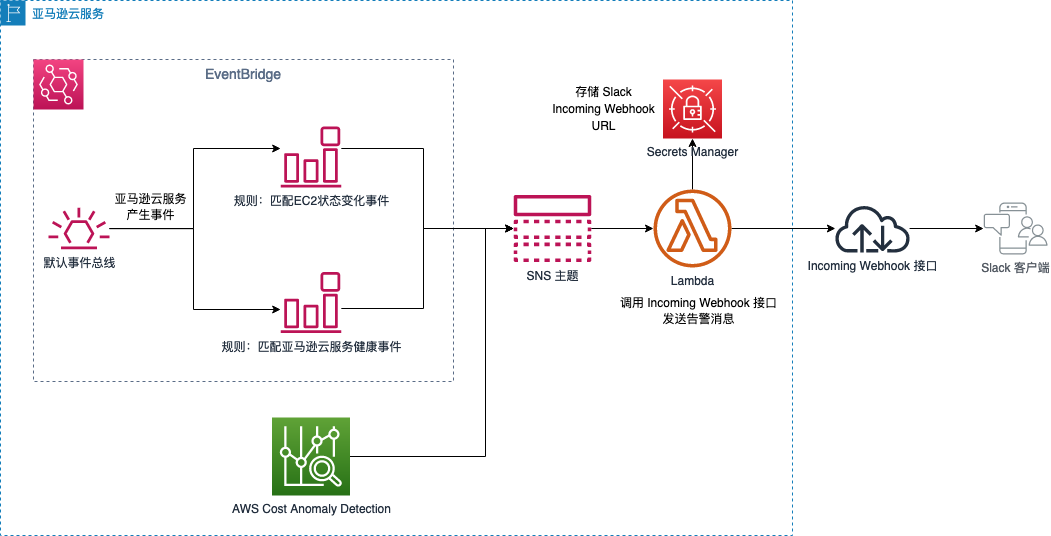 亚马逊云服务
EventBridge
存储 Slack
Incoming Webhook
URL
Secrets Manager
亚马逊云服务
产生事件
规则：匹配EC2状态变化事件
默认事件总线
SNS 主题
Lambda
调用 Incoming Webhook 接口
发送告警消息
Incoming Webhook 接口
Slack 客户端
规则：匹配亚马逊云服务健康事件
AWS Cost Anomaly Detection